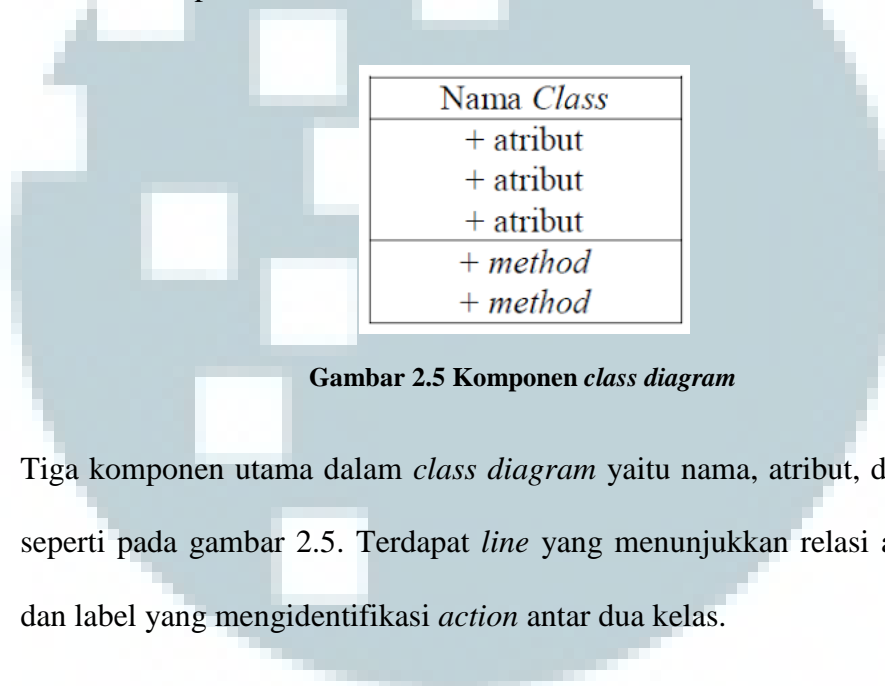 Nama Class
+ atribut
+ atribut
+ atribut
+ method
+ method
Gambar 2.5 Komponen class diagram
Tiga komponen utama dalam class diagram yaitu nama, atribut,
seperti pada gambar 2.5. Terdapat line yang menunjukkan relasi
dan label yang mengidentifikasi action antar dua kelas.